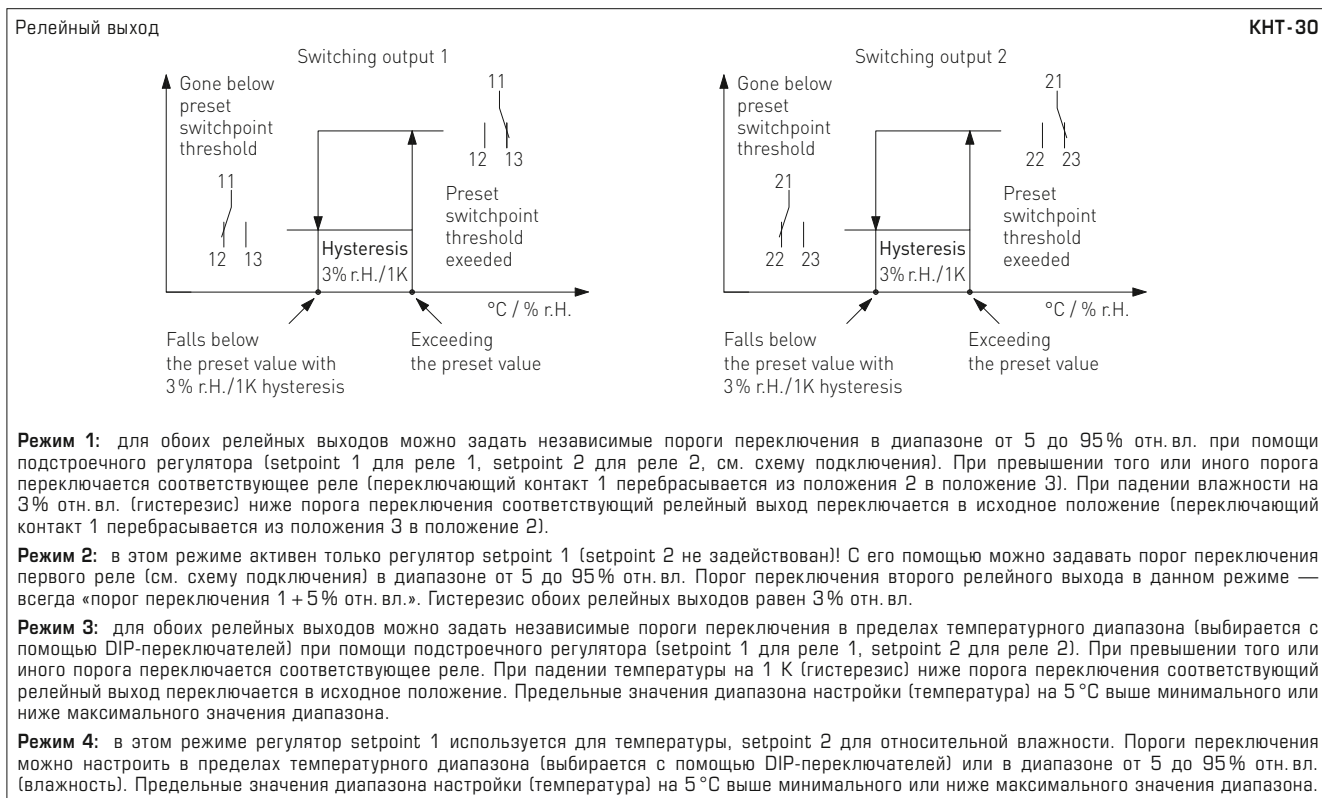 Релейный выход
KHT-30
Switching output 1
Gone below
preset
switchpoint
threshold
11
12 13
11
12 13
Preset
switchpoint
threshold
exeeded
Hysteresis
3% r.H./1K
°C / % r.H.
Falls below
the preset value with
3% r.H./1K hysteresis
Exceeding
the preset value
Switching output 2
Gone below
preset
switchpoint
threshold
21
22 23
21
22 23
Preset
switchpoint
threshold
exeeded
Hysteresis
3% r.H./1K
°C / % r.H.
Falls below
the preset value with
3% r.H./1K hysteresis
Exceeding
the preset value
Режим 1: для обоих релейных выходов можно задать независимые пороги переключения в диапазоне от 5 до 95% отн. вл. при помощи
подстроечного регулятора (setpoint 1 для реле 1, setpoint 2 для реле 2, см. схему подключения). При превышении того или иного порога
переключается соответствующее реле (переключающий контакт 1 перебрасывается из положения 2 в положение 3). При падении влажности на
3% отн. вл. (гистерезис) ниже порога переключения соответствующий релейный выход переключается в исходное положение (переключающий
контакт 1 перебрасывается из положения 3 в положение 2).
Режим 2: в этом режиме активен только регулятор setpoint 1 (setpoint 2 не задействован)! С его помощью можно задавать порог переключения
первого реле (см. схему подключения) в диапазоне от 5 до 95% отн. вл. Порог переключения второго релейного выхода в данном режиме —
всегда «порог переключения 1 + 5% отн. вл.». Гистерезис обоих релейных выходов равен 3% отн. вл.
Режим 3: для обоих релейных выходов можно задать независимые пороги переключения в пределах температурного диапазона (выбирается с
помощью DIP-переключателей) при помощи подстроечного регулятора (setpoint 1 для реле 1, setpoint 2 для реле 2). При превышении того или
иного порога переключается соответствующее реле. При падении температуры на 1 К (гистерезис) ниже порога переключения соответствующий
релейный выход переключается в исходное положение. Предельные значения диапазона настройки (температура) на 5 °C выше минимального или
ниже максимального значения диапазона.
Режим 4: в этом режиме регулятор setpoint 1 используется для температуры, setpoint 2 для относительной влажности. Пороги переключения
можно настроить в пределах температурного диапазона (выбирается с помощью DIP-переключателей) или в диапазоне от 5 до 95% отн. вл.
(влажность). Предельные значения диапазона настройки (температура) на 5 °C выше минимального или ниже максимального значения диапазона.